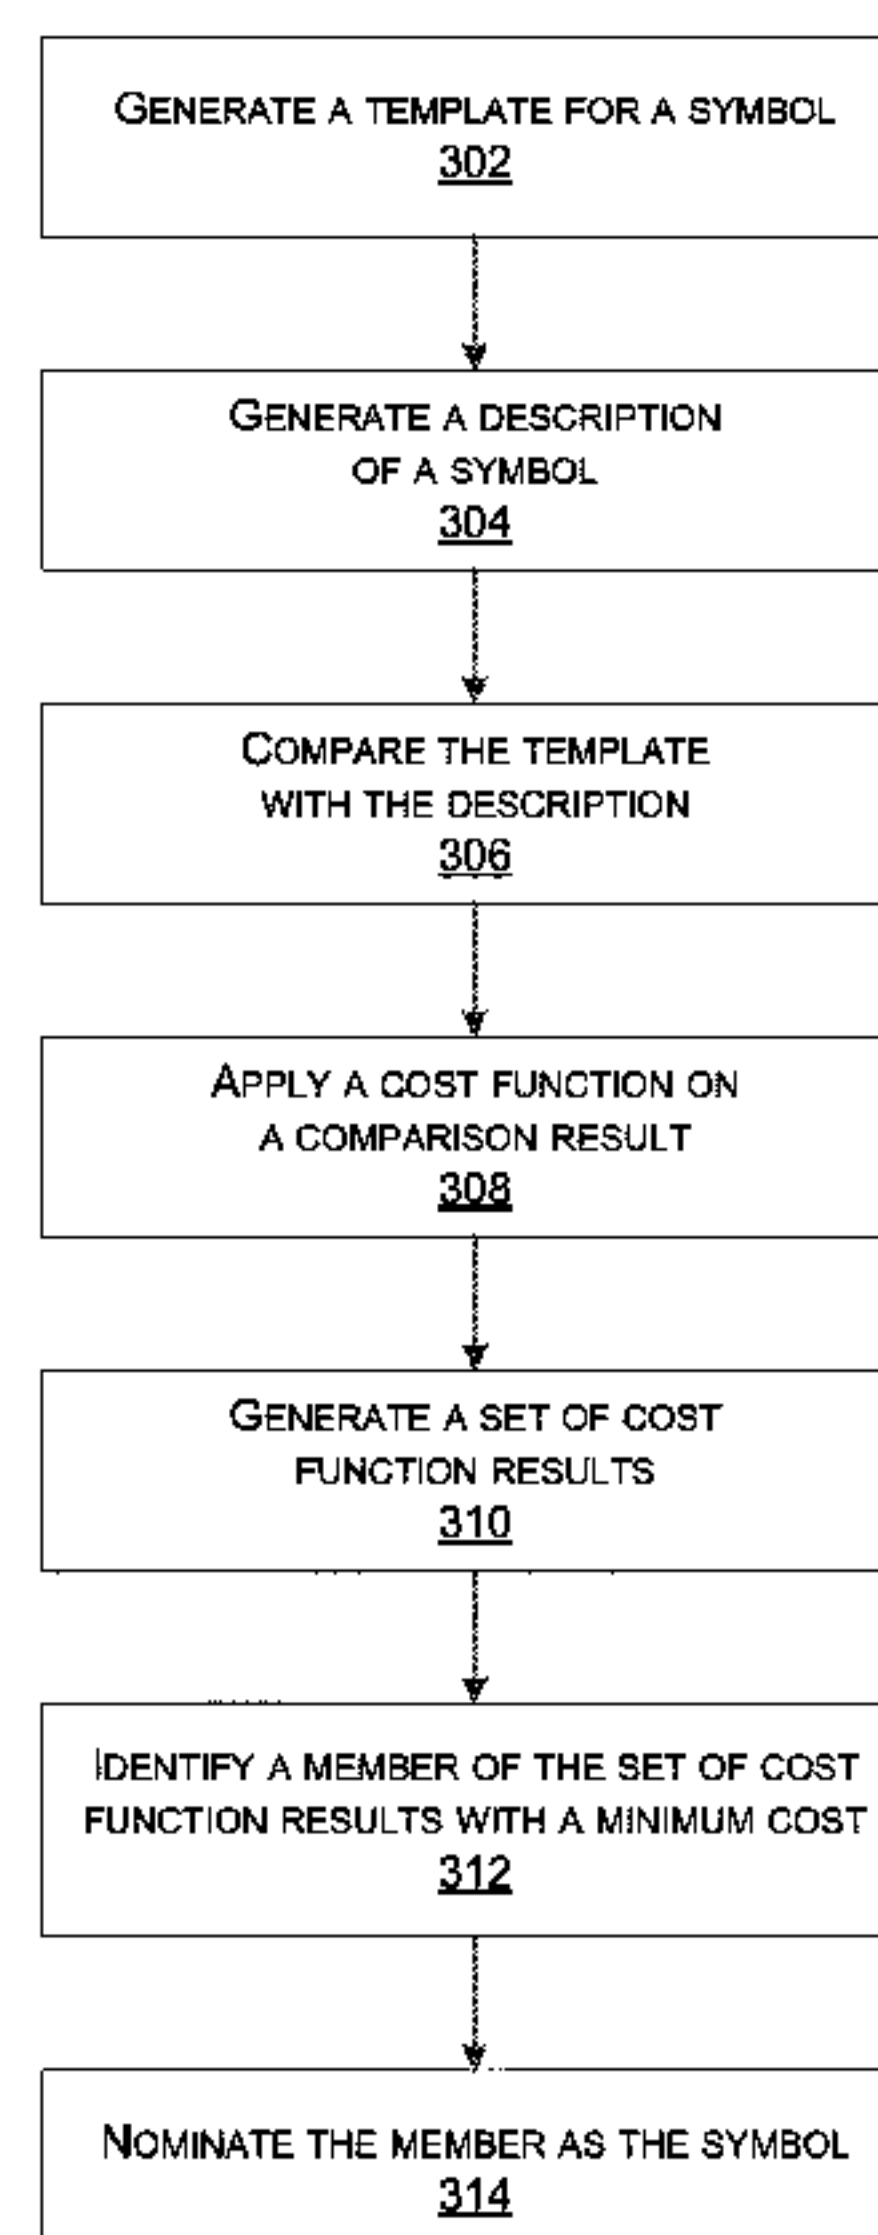 GENERATE A TEMPLATE FOR A SYMBOL
302
GENERATE A DESCRIPTION
OF A SYMBOL
304
COMPARE THE TEMPLATE
WITH THE DESCRIPTION
306
APPLY A COST FUNCTION ON
A COMPARISON RESULT
308
GENERATE A SET OF COST
FUNCTION RESULTS
310
IDENTIFY A MEMBER OF THE SET OF COST
FUNCTION RESULTS WITH A MINIMUM COST
312
NOMINATE THE MEMBER AS THE SYMBOL
314